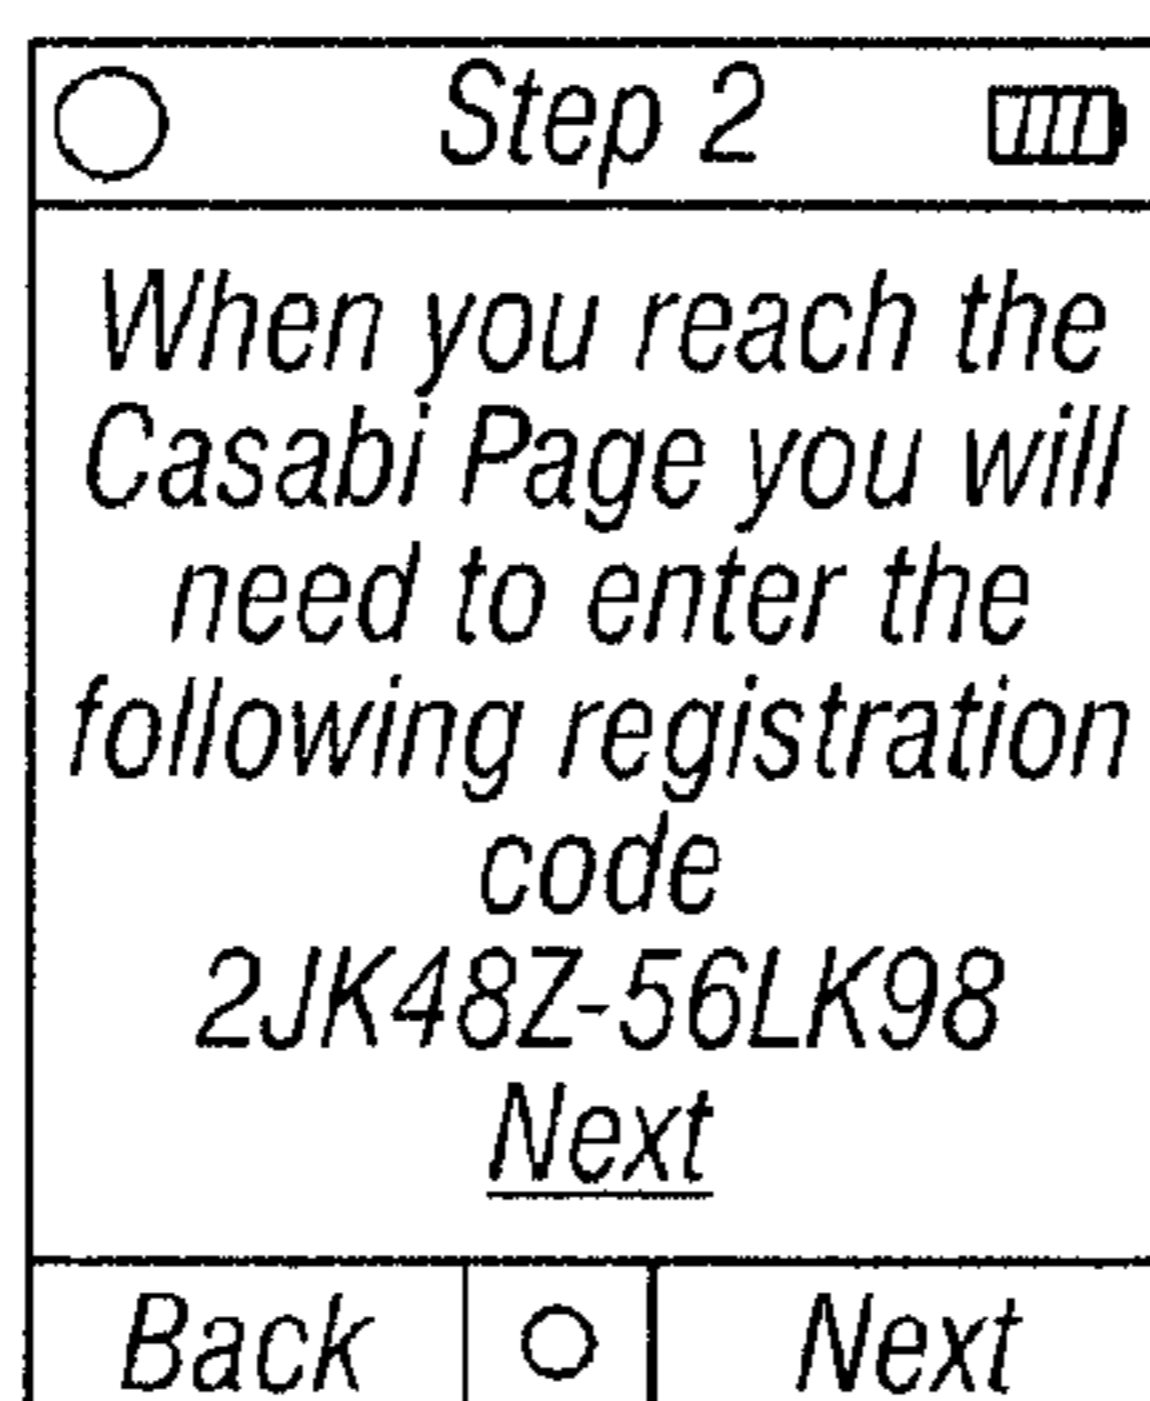 Step 2
When you reach the
Casabi Page you will
need to enter the
following registration
code
2JK48Z-56LK98
Next
Back
Next